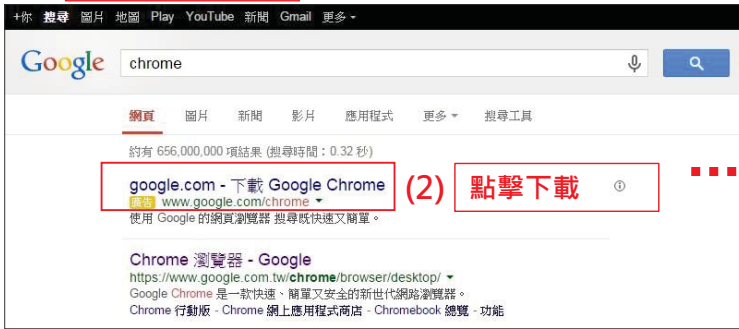 +你 搜尋 圖片 地圖 Play YouTube 新聞 Gmail 更多
Google chrome
網頁 圖片 新聞 影片 應用程式 更多 搜尋工具
約有 656,000,000 項結果 (搜尋時間：0.32 秒)
google.com - 下載 Google Chrome
廣告 www.google.com/chrome
使用 Google 的網頁瀏覽器 搜尋既快速又簡單。
(2) 點擊下載
Chrome 瀏覽器 - Google
https://www.google.com.tw/chrome/browser/desktop/
Google Chrome 是一款快速、簡單又安全的新世代網路瀏覽器。
Chrome 行動版 - Chrome 網上應用程式商店 - Chromebook 總覽 - 功能